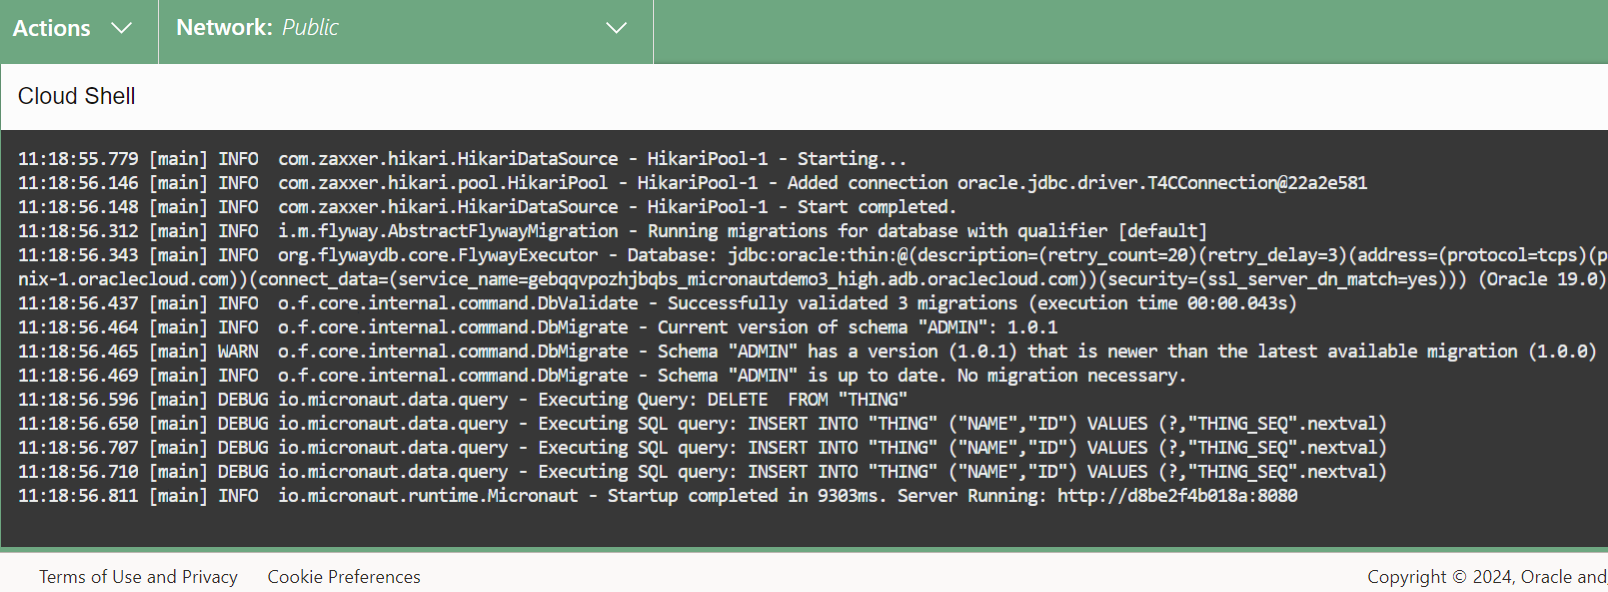 Actions
Network: Public
Cloud Shell
11:18:55.779 [main] INFO  com.zaxxer.hikari.HikariDataSource - HikariPool-1 - Starting...
11:18:56.146 [main] INFO  com.zaxxer.hikari.pool.HikariPool - HikariPool-1 - Added connection oracle.jdbc.driver.T4CConnection@22a2e581
11:18:56.148 [main] INFO  com.zaxxer.hikari.HikariDataSource - HikariPool-1 - Start completed.
11:18:56.312 [main] INFO  i.m.flyway.AbstractFlywayMigration - Running migrations for database with qualifier [default]
11:18:56.343 [main] INFO  org.flywaydb.core.FlywayExecutor - Database: jdbc:oracle:thin:@(description=(retry_count=20)(retry_delay=3)(address=(protocol=tcps)(p
nix-1.oraclecloud.com))(connect_data=(service_name=gebqqvpozhjbqbs_micronautdemo3_high.adb.oraclecloud.com))(security=(ssl_server_dn_match=yes))) (Oracle 19.0)
11:18:56.437 [main] INFO  o.f.core.internal.command.DbValidate - Successfully validated 3 migrations (execution time 00:00.043s)
11:18:56.464 [main] INFO  o.f.core.internal.command.DbMigrate - Current version of schema "ADMIN": 1.0.1
11:18:56.465 [main] WARN  o.f.core.internal.command.DbMigrate - Schema "ADMIN" has a version (1.0.1) that is newer than the latest available migration (1.0.0)
11:18:56.469 [main] INFO  o.f.core.internal.command.DbMigrate - Schema "ADMIN" is up to date. No migration necessary.
11:18:56.596 [main] DEBUG io.micronaut.data.query - Executing Query: DELETE  FROM "THING"
11:18:56.650 [main] DEBUG io.micronaut.data.query - Executing SQL query: INSERT INTO "THING" ("NAME","ID") VALUES (?,"THING_SEQ".nextval)
11:18:56.707 [main] DEBUG io.micronaut.data.query - Executing SQL query: INSERT INTO "THING" ("NAME","ID") VALUES (?,"THING_SEQ".nextval)
11:18:56.710 [main] DEBUG io.micronaut.data.query - Executing SQL query: INSERT INTO "THING" ("NAME","ID") VALUES (?,"THING_SEQ".nextval)
11:18:56.811 [main] INFO  io.micronaut.runtime.Micronaut - Startup completed in 9303ms. Server Running: http://d8be2f4b018a:8080
Terms of Use and Privacy Cookie Preferences Copyright © 2024, Oracle and